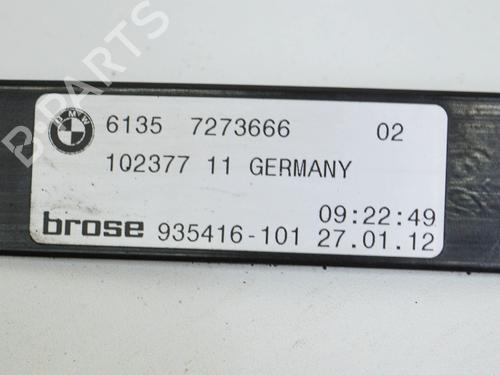 B-PARTS
BMW
6135 7273666 02
102377 11 GERMANY
09:22:49
brose 935416-101 27.01.12